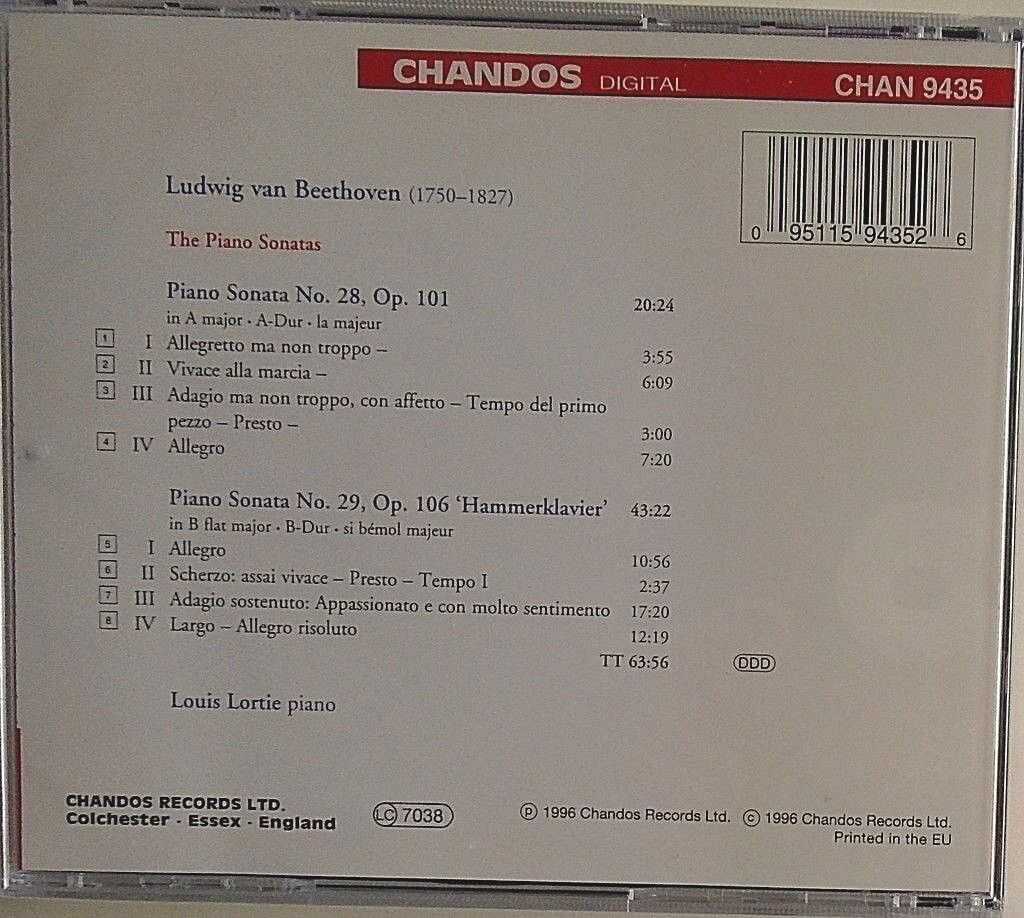 CHANDOS DIGITAL CHAN 9435
0 95115 94352 6
Ludwig van Beethoven (1750–1827)
The Piano Sonatas
Piano Sonata No. 28, Op. 101 20:24
in A major · A-Dur · la majeur
1 I Allegretto ma non troppo – 3:55
2 II Vivace alla marcia – 6:09
3 III Adagio ma non troppo, con affetto – Tempo del primo
pezzo – Presto – 3:00
4 IV Allegro 7:20
Piano Sonata No. 29, Op. 106 ‘Hammerklavier’ 43:22
in B flat major · B-Dur · si bémol majeur
5 I Allegro 10:56
6 II Scherzo: assai vivace – Presto – Tempo I 2:37
7 III Adagio sostenuto: Appassionato e con molto sentimento 17:20
8 IV Largo – Allegro risoluto 12:19
TT 63:56 DDD
Louis Lortie piano
CHANDOS RECORDS LTD.
Colchester · Essex · England
LC 7038
℗ 1996 Chandos Records Ltd. © 1996 Chandos Records Ltd.
Printed in the EU